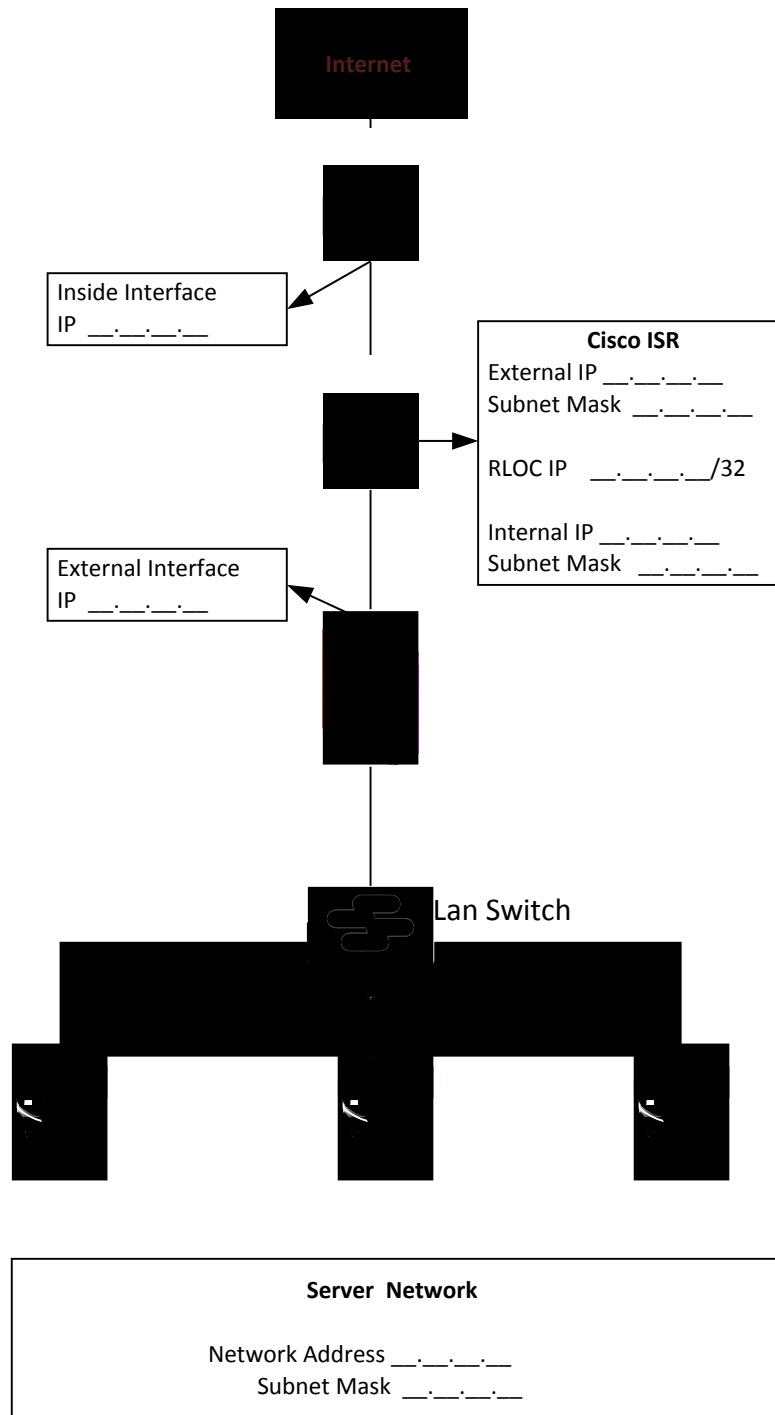 Internet
Inside Interface
IP __.__.__.__
Cisco ISR
External IP __.__.__.__
Subnet Mask __.__.__.__
RLOC IP __.__.__.__/32
Internal IP __.__.__.__
Subnet Mask __.__.__.__
External Interface
IP __.__.__.__
Lan Switch
Server Network
Network Address __.__.__.__
Subnet Mask __.__.__.__